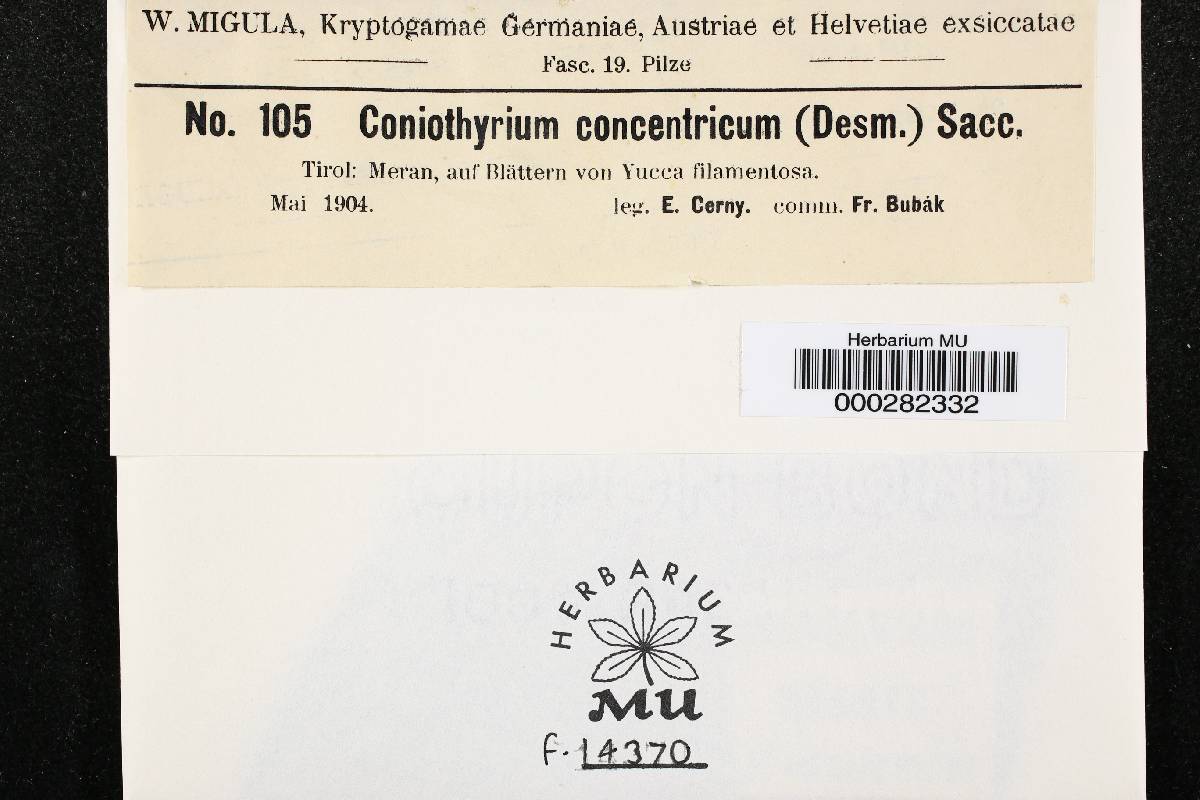 W. MIGULA, Kryptogamae Germaniae, Austriae et Helvetiae exsiccatae
Fasc. 19. Pilze
No. 105 Coniothyrium concentricum (Desm.) Sacc.
Tirol: Meran, auf Blättern von Yucca filamentosa.
Mai 1904. leg. E. Cerny. comm. Fr. Bubák
Herbarium MU
000282332
HERBARIUM
MU
F. 14370